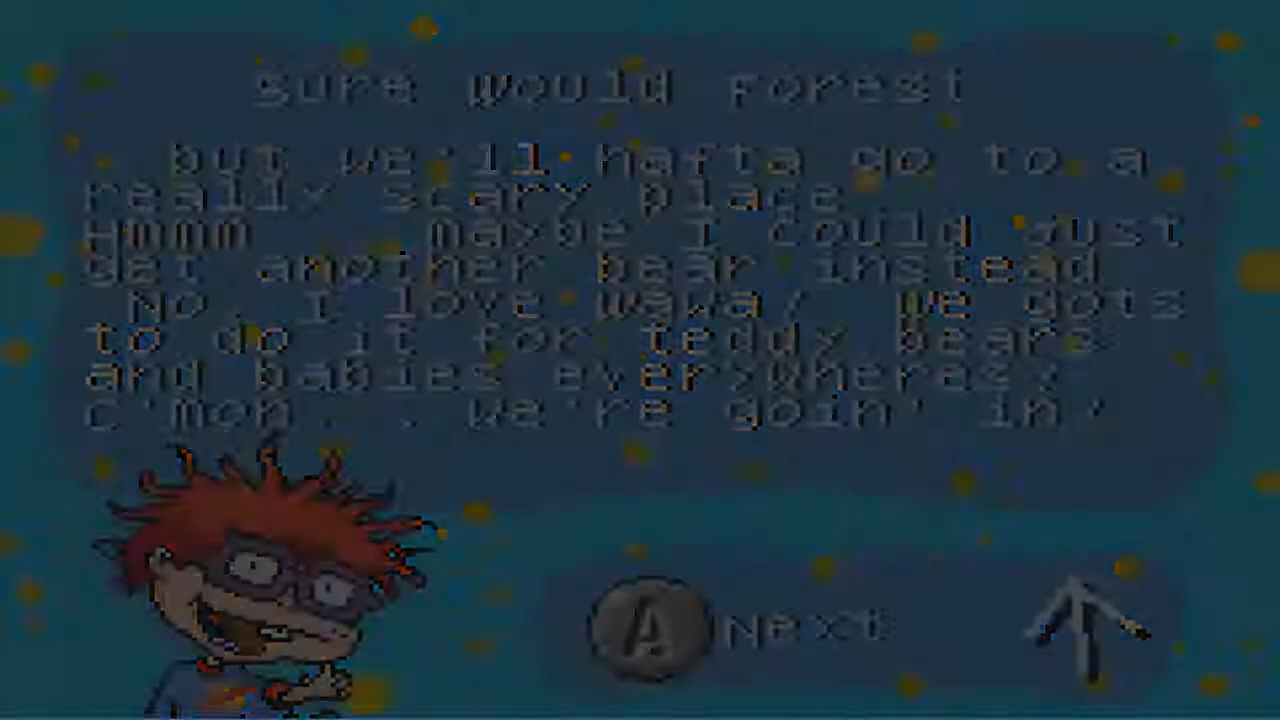 Sure Would Forest
but we'll hafta go to a
really scary place
Hmmm maybe I could just
get another bear instead
No, I love Wawa! We gots
to do it for teddy bears
and babies everywheres!
C'mon.. we're goin' in!
A Next